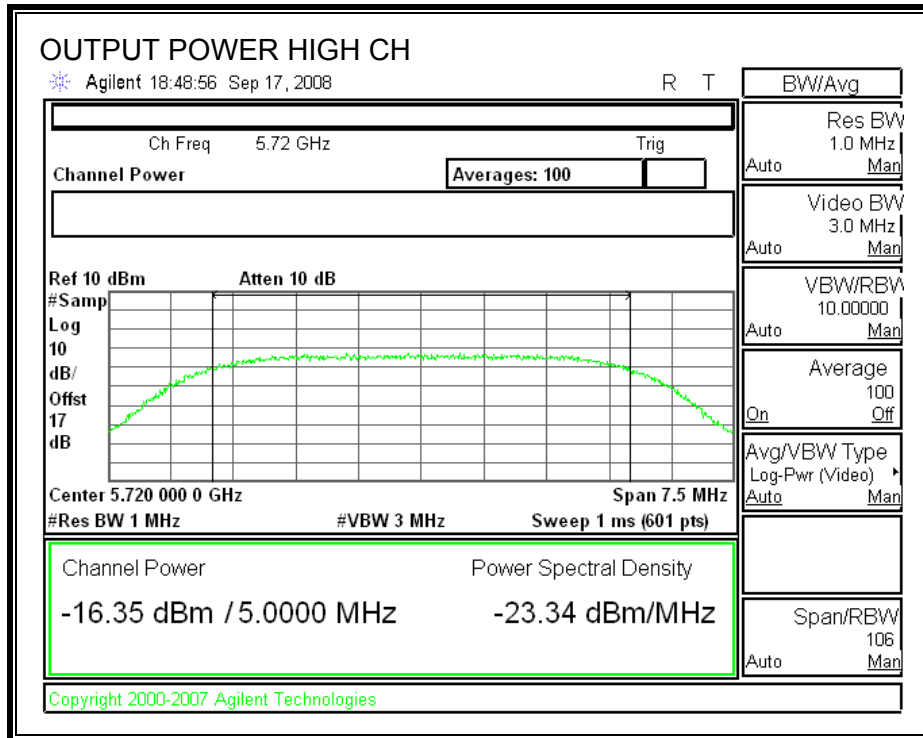 OUTPUT POWER HIGH CH
Agilent 18:48:56 Sep 17, 2008 R T
Ch Freq 5.72 GHz Trig
Channel Power Averages: 100
Ref 10 dBm Atten 10 dB
#Samp
Log
10
dB/
Offst
17
dB
Center 5.720 000 0 GHz Span 7.5 MHz
#Res BW 1 MHz #VBW 3 MHz Sweep 1 ms (601 pts)
Channel Power Power Spectral Density
-16.35 dBm / 5.0000 MHz -23.34 dBm/MHz
Copyright 2000-2007 Agilent Technologies
BW/Avg
Res BW
1.0 MHz
Auto Man
Video BW
3.0 MHz
Auto Man
VBW/RBW
10.00000
Auto Man
Average
100
On Off
Avg/VBW Type
Log-Pwr (Video)
Auto Man
Span/RBW
106
Auto Man